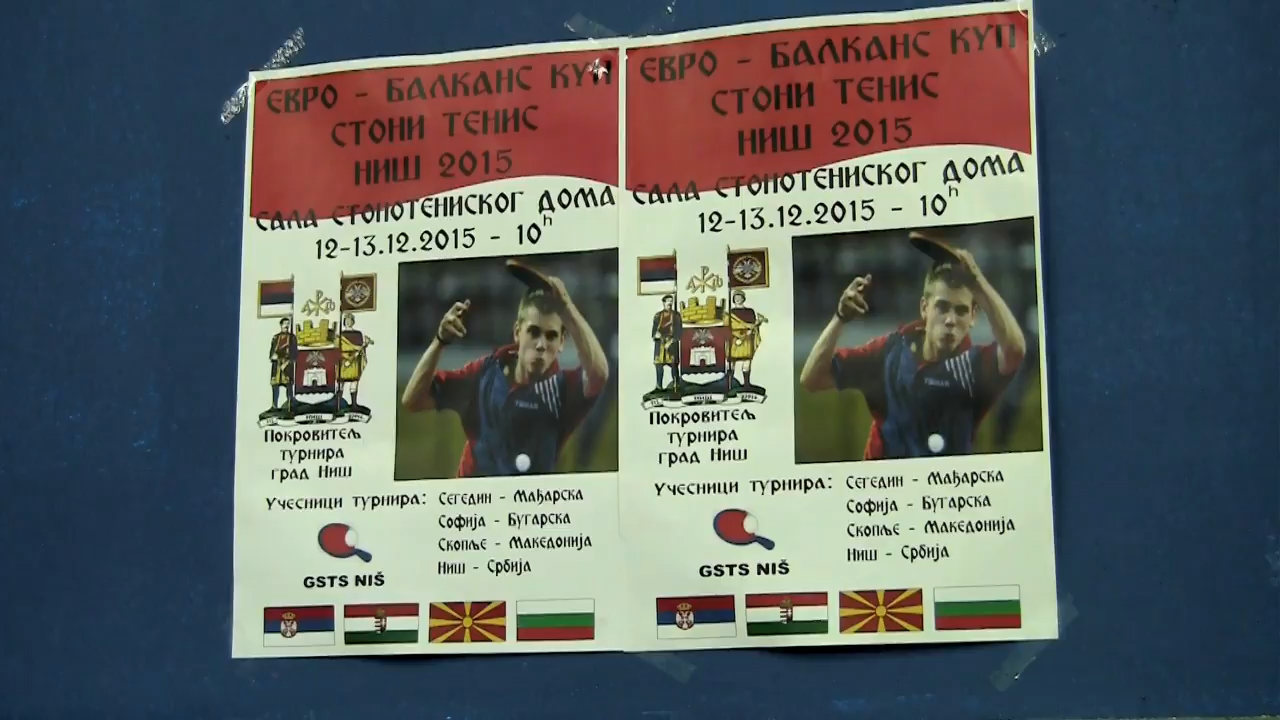 ЕВРО - БАЛКАНС КУП
СТОНИ ТЕНИС
НИШ 2015
САЛА СТОНОТЕНИСКОГ ДОМА
12-13.12.2015 - 10h
Покровитељ
турнира
град Ниш
Учесници турнира:
Сегедин - Мађарска
Софија - Бугарска
Скопље - Македонија
Ниш - Србија
GSTS NIŠ
ЕВРО - БАЛКАНС КУП
СТОНИ ТЕНИС
НИШ 2015
САЛА СТОНОТЕНИСКОГ ДОМА
12-13.12.2015 - 10h
Покровитељ
турнира
град Ниш
Учесници турнира:
Сегедин - Мађарска
Софија - Бугарска
Скопље - Македонија
Ниш - Србија
GSTS NIŠ